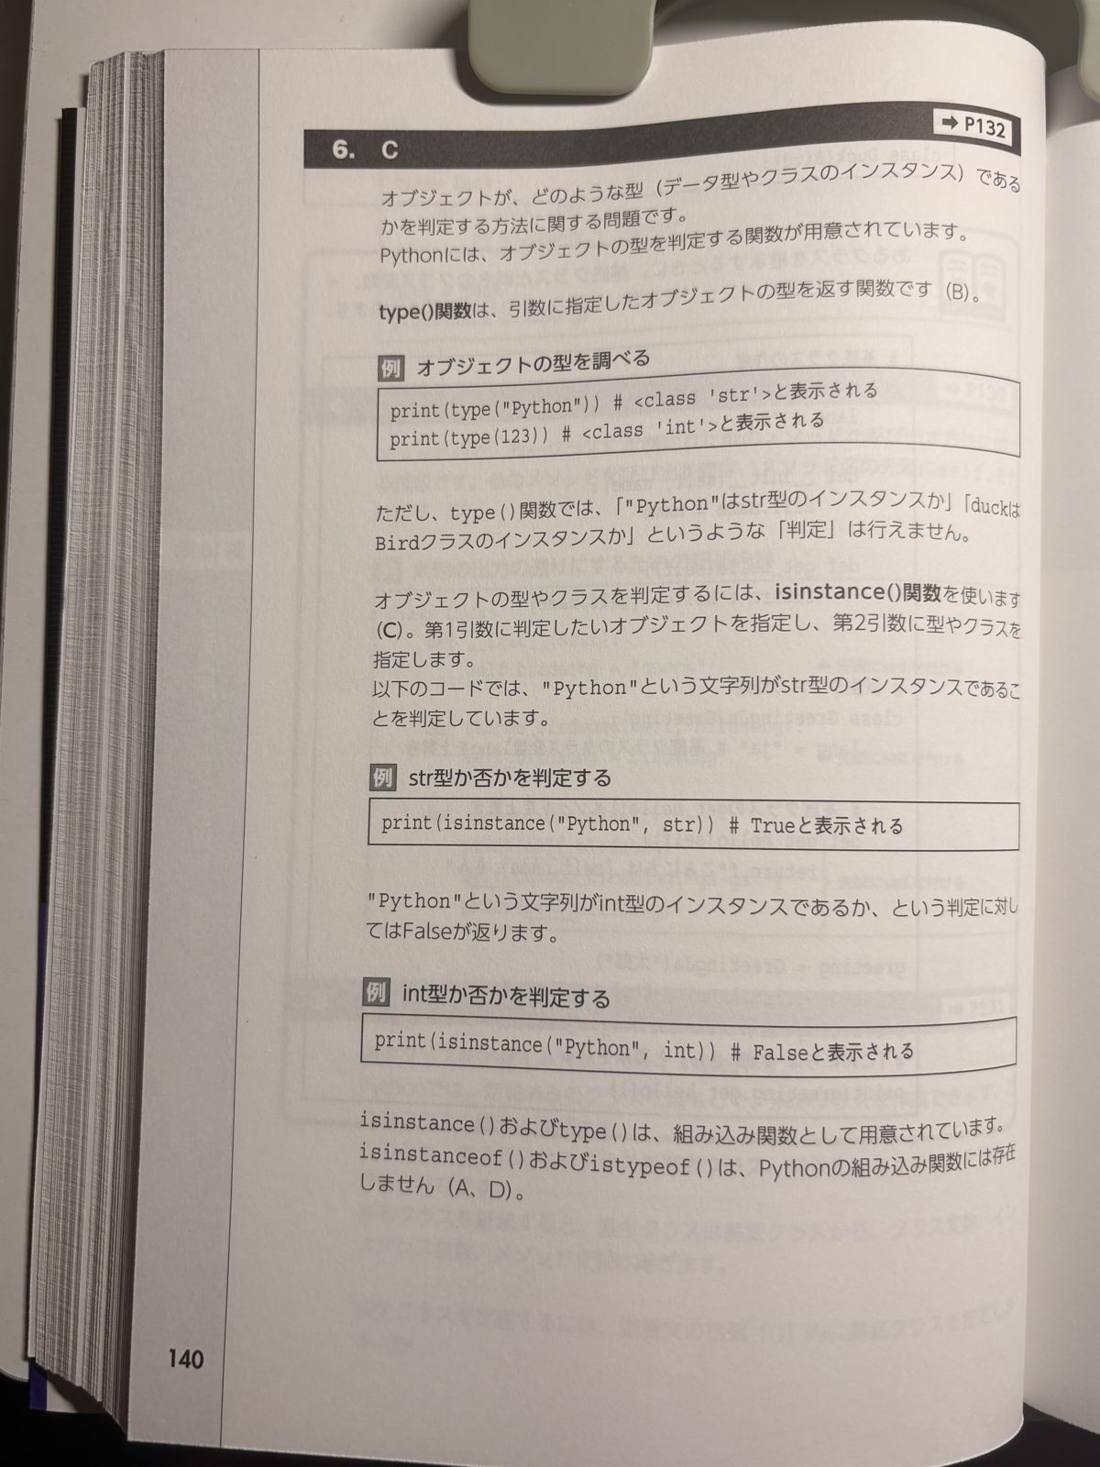 6. C
➡ P132
オブジェクトが、どのような型（データ型やクラスのインスタンス）である
かを判定する方法に関する問題です。
Pythonには、オブジェクトの型を判定する関数が用意されています。
type()関数は、引数に指定したオブジェクトの型を返す関数です（B）。
例 オブジェクトの型を調べる
print(type("Python")) # <class 'str'>と表示される
print(type(123)) # <class 'int'>と表示される
ただし、type()関数では、「"Python"はstr型のインスタンスか」「duckは
Birdクラスのインスタンスか」というような「判定」は行えません。
オブジェクトの型やクラスを判定するには、isinstance()関数を使います
（C）。第1引数に判定したいオブジェクトを指定し、第2引数に型やクラスを
指定します。
以下のコードでは、"Python"という文字列がstr型のインスタンスであるこ
とを判定しています。
例 str型か否かを判定する
print(isinstance("Python", str)) # Trueと表示される
"Python"という文字列がint型のインスタンスであるか、という判定に対し
てはFalseが返ります。
例 int型か否かを判定する
print(isinstance("Python", int)) # Falseと表示される
isinstance()およびtype()は、組み込み関数として用意されています。
isinstanceof()およびistypeof()は、Pythonの組み込み関数には存在
しません（A、D）。
140